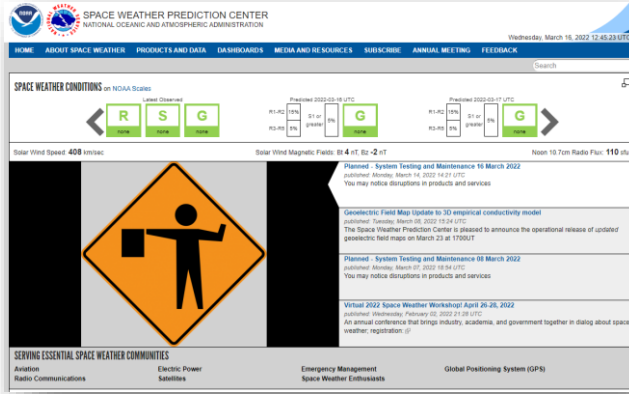 NOAA
SPACE WEATHER PREDICTION CENTER
NATIONAL OCEANIC AND ATMOSPHERIC ADMINISTRATION
Wednesday, March 16, 2022 12:45:23 UTC
HOME ABOUT SPACE WEATHER PRODUCTS AND DATA DASHBOARDS MEDIA AND RESOURCES SUBSCRIBE ANNUAL MEETING FEEDBACK
Search
SPACE WEATHER CONDITIONS on NOAA Scales
Latest Observed
R S G
none none none
Predicted 2022-03-16 UTC
R1-R2 15% S1 or greater 5% G
R3-R5 5% none
Predicted 2022-03-17 UTC
R1-R2 15% S1 or greater 5% G
R3-R5 5% none
Solar Wind Speed: 408 km/sec Solar Wind Magnetic Fields: Bt 4 nT, Bz -2 nT Noon 10.7cm Radio Flux: 110 sfu
Planned - System Testing and Maintenance 16 March 2022
published: Monday, March 14, 2022 14:21 UTC
You may notice disruptions in products and services
Geoelectric Field Map Update to 3D empirical conductivity model
published: Tuesday, March 08, 2022 15:24 UTC
The Space Weather Prediction Center is pleased to announce the operational release of updated
geoelectric field maps on March 23 at 1700UT
Planned - System Testing and Maintenance 08 March 2022
published: Monday, March 07, 2022 18:54 UTC
You may notice disruptions in products and services
Virtual 2022 Space Weather Workshop! April 26-28, 2022
published: Wednesday, February 02, 2022 21:28 UTC
An annual conference that brings industry, academia, and government together in dialog about space
weather; registration:
SERVING ESSENTIAL SPACE WEATHER COMMUNITIES
Aviation Electric Power Emergency Management Global Positioning System (GPS)
Radio Communications Satellites Space Weather Enthusiasts